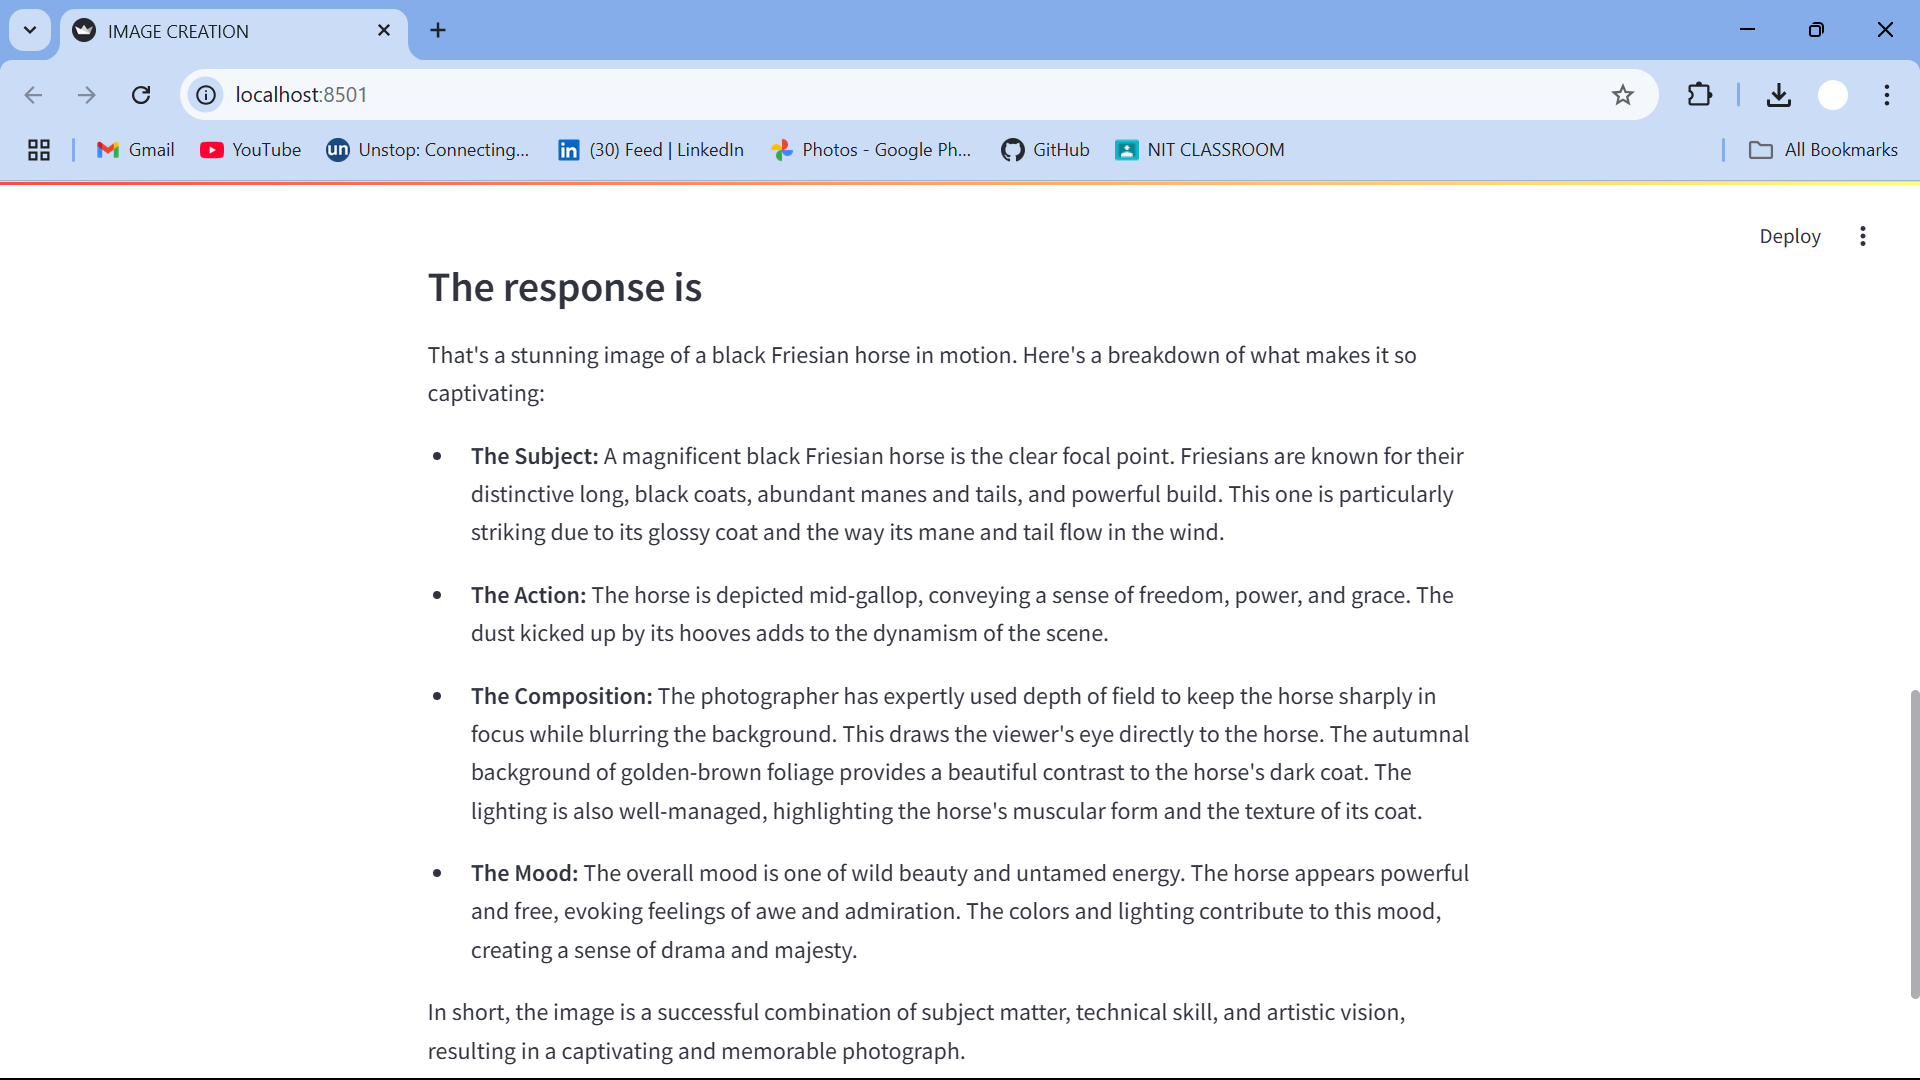 IMAGE CREATION
localhost:8501
Gmail YouTube un Unstop: Connecting... in (30) Feed | LinkedIn Photos - Google Ph... GitHub NIT CLASSROOM All Bookmarks
Deploy
The response is
That's a stunning image of a black Friesian horse in motion. Here's a breakdown of what makes it so
captivating:
• The Subject: A magnificent black Friesian horse is the clear focal point. Friesians are known for their
distinctive long, black coats, abundant manes and tails, and powerful build. This one is particularly
striking due to its glossy coat and the way its mane and tail flow in the wind.
• The Action: The horse is depicted mid-gallop, conveying a sense of freedom, power, and grace. The
dust kicked up by its hooves adds to the dynamism of the scene.
• The Composition: The photographer has expertly used depth of field to keep the horse sharply in
focus while blurring the background. This draws the viewer's eye directly to the horse. The autumnal
background of golden-brown foliage provides a beautiful contrast to the horse's dark coat. The
lighting is also well-managed, highlighting the horse's muscular form and the texture of its coat.
• The Mood: The overall mood is one of wild beauty and untamed energy. The horse appears powerful
and free, evoking feelings of awe and admiration. The colors and lighting contribute to this mood,
creating a sense of drama and majesty.
In short, the image is a successful combination of subject matter, technical skill, and artistic vision,
resulting in a captivating and memorable photograph.